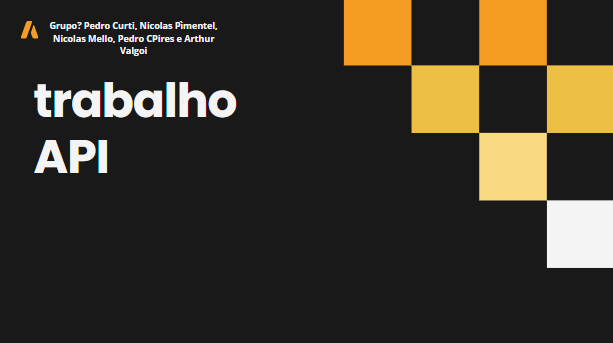 Grupo? Pedro Curti, Nicolas Pimentel,
Nicolas Mello, Pedro CPires e Arthur
Valgoi
trabalho
API